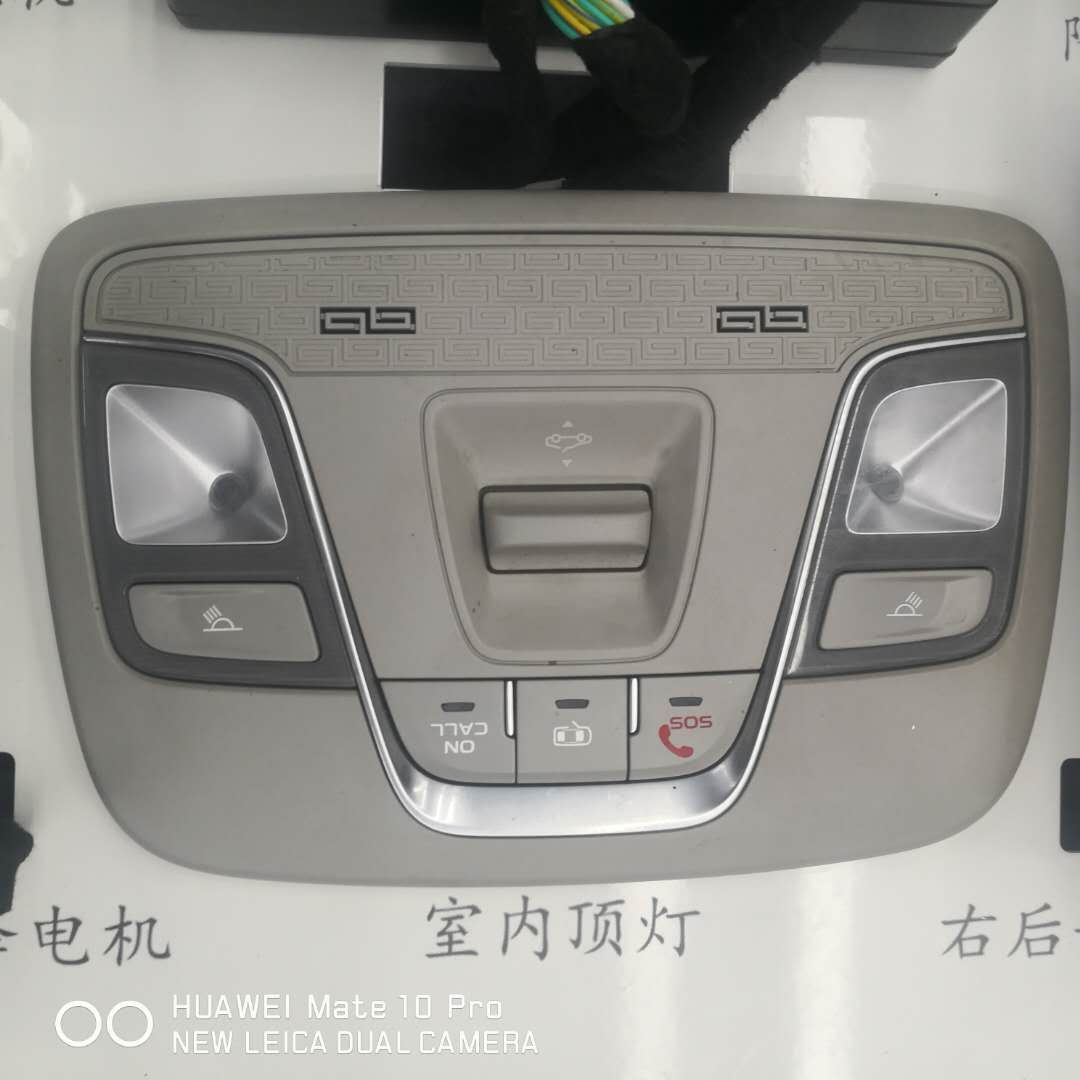 ON
CALL
SOS
电机
室内顶灯
右后
HUAWEI Mate 10 Pro
NEW LEICA DUAL CAMERA